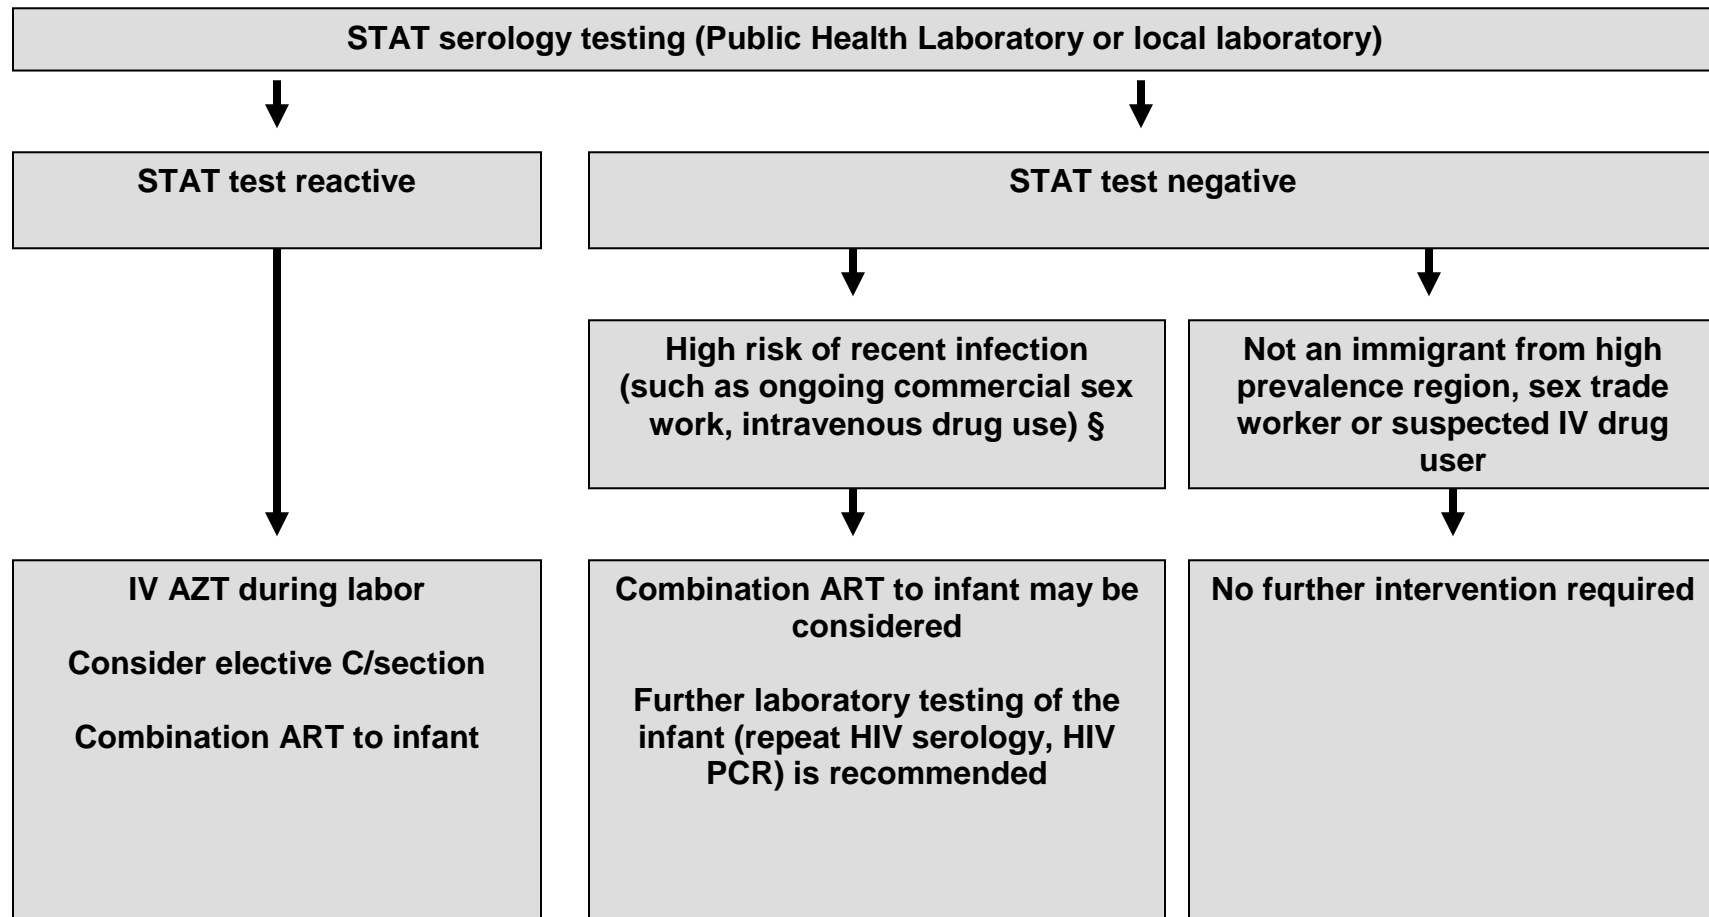 STAT serology testing (Public Health Laboratory or local laboratory)
STAT test reactive
STAT test negative
High risk of recent infection
(such as ongoing commercial sex
work, intravenous drug use) §
Not an immigrant from high
prevalence region, sex trade
worker or suspected IV drug
user
IV AZT during labor
Consider elective C/section
Combination ART to infant
Combination ART to infant may be
considered
Further laboratory testing of the
infant (repeat HIV serology, HIV
PCR) is recommended
No further intervention required